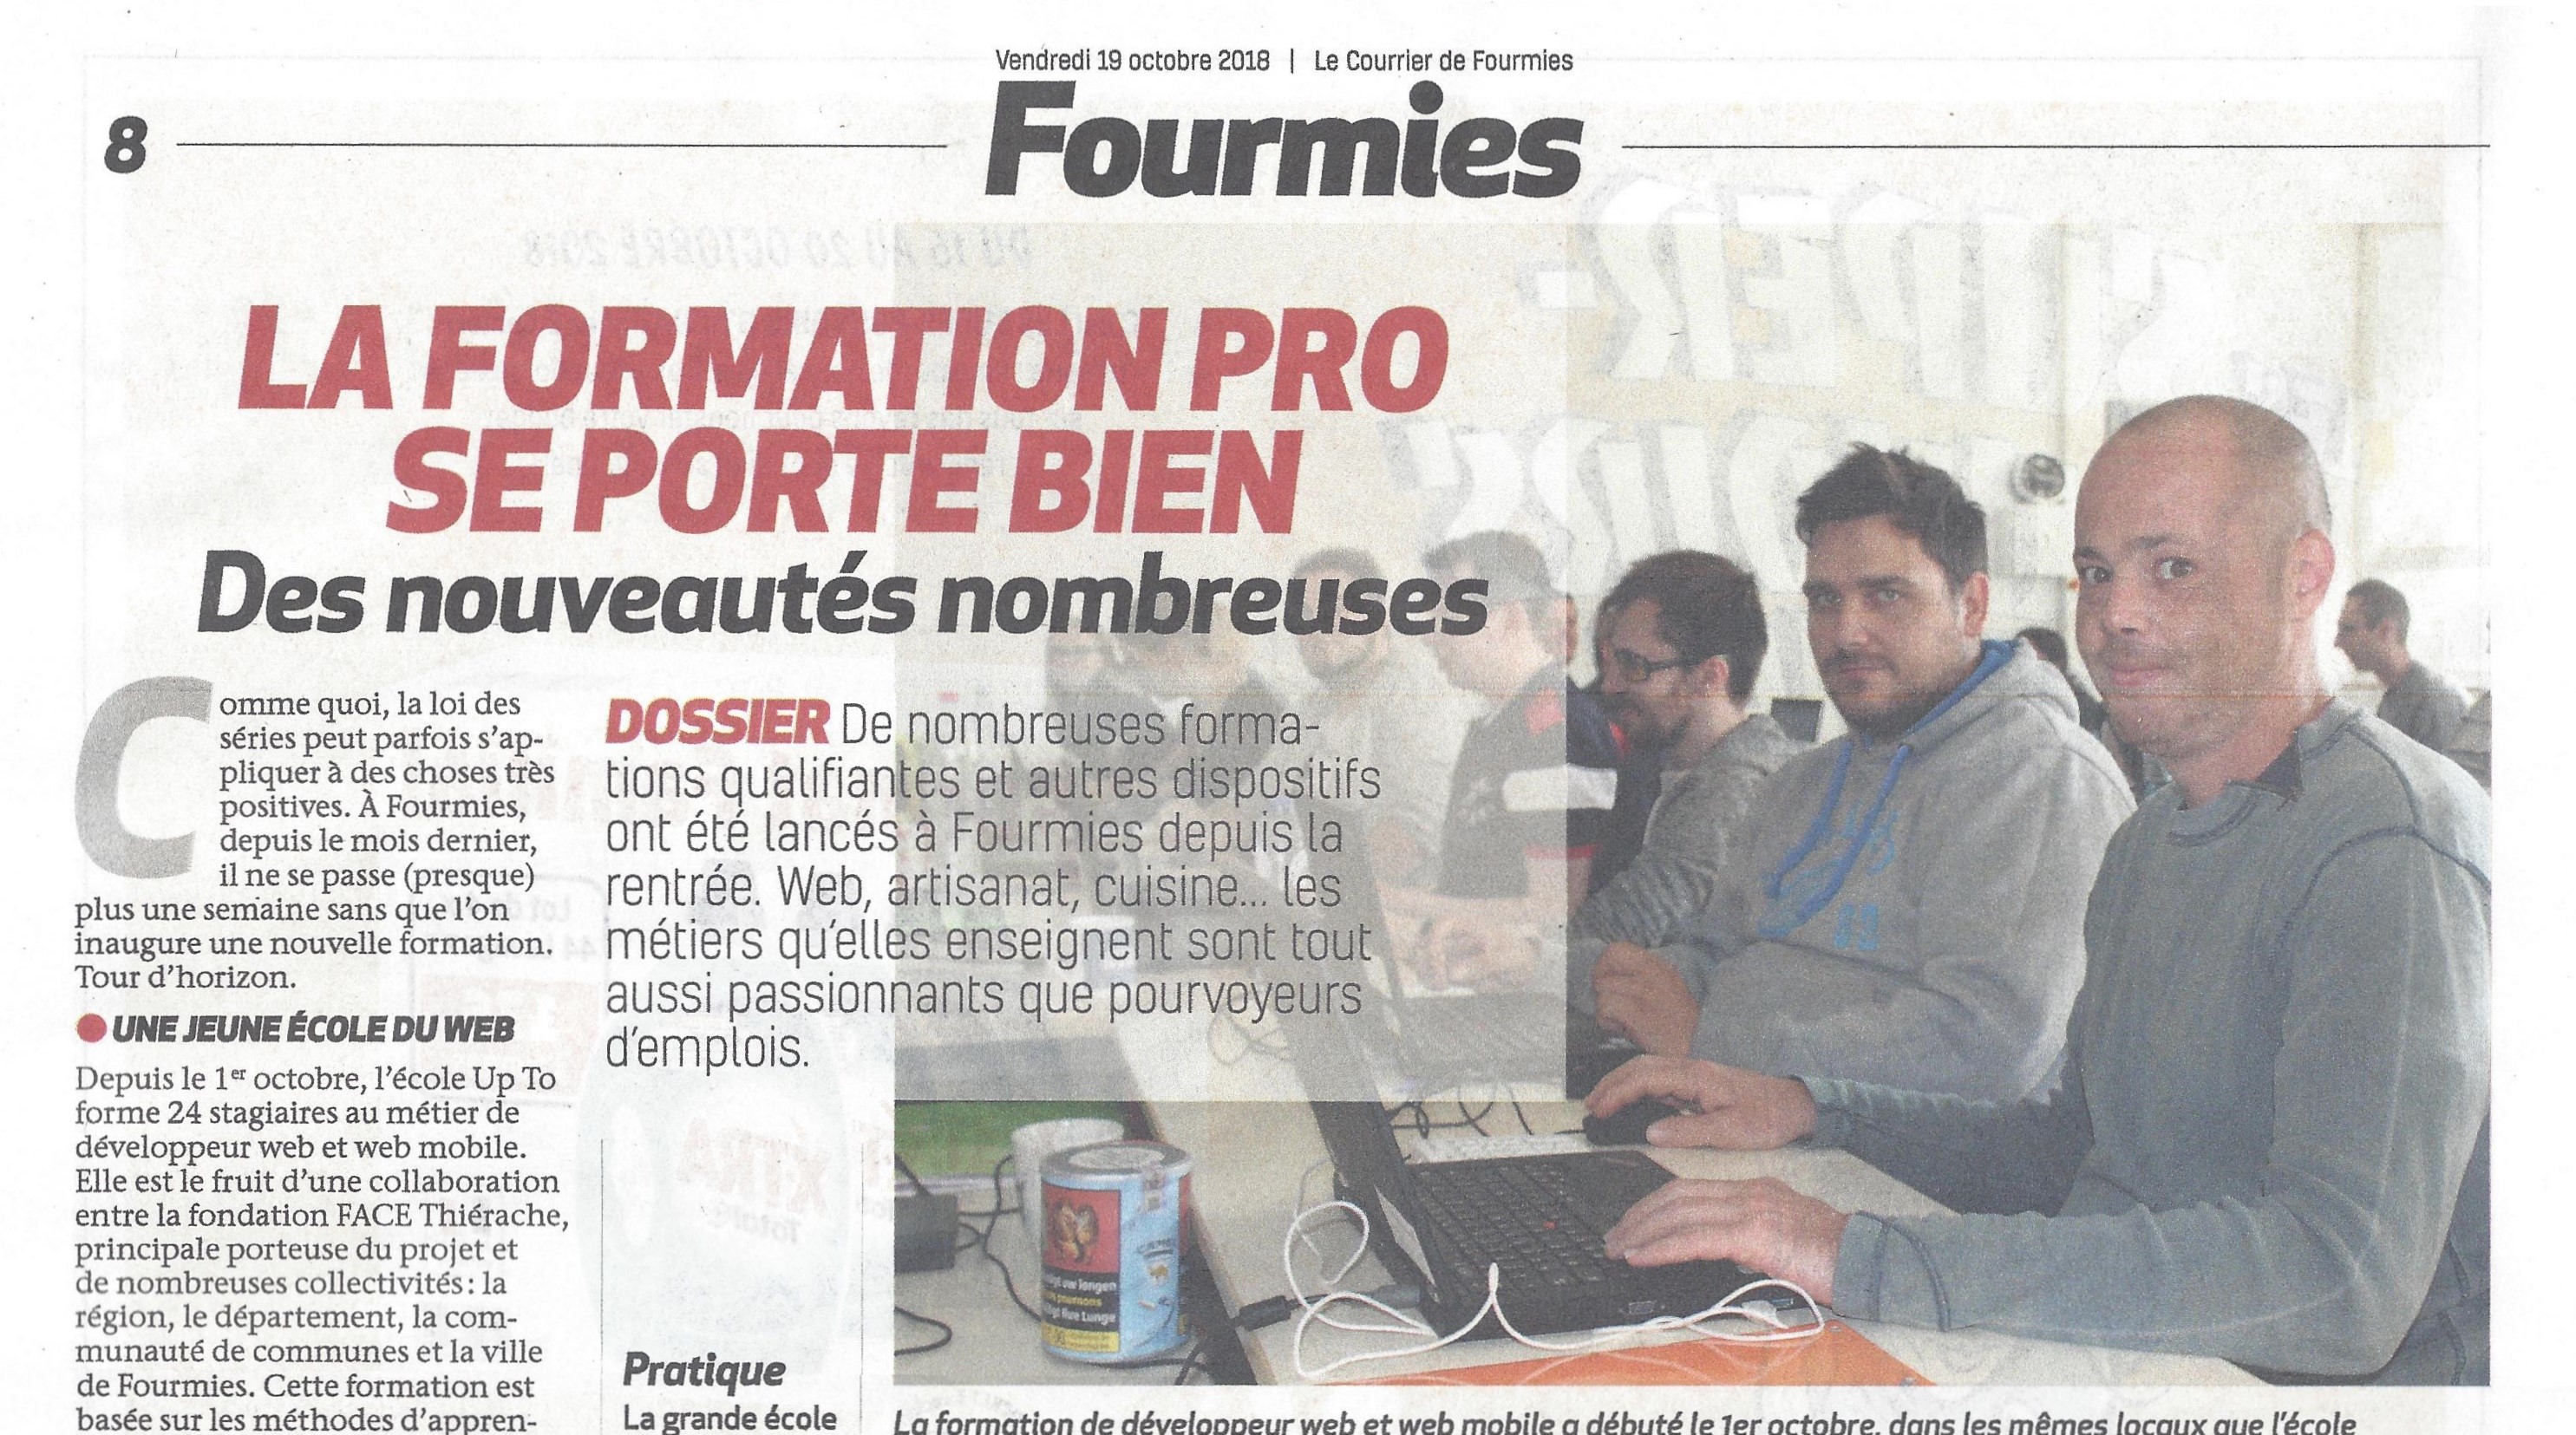 Vendredi 19 octobre 2018 | Le Courrier de Fourmies
8
Fourmies
LA FORMATION PRO
SE PORTE BIEN
Des nouveautés nombreuses
Comme quoi, la loi des
séries peut parfois s'ap-
pliquer à des choses très
positives. À Fourmies,
depuis le mois dernier,
il ne se passe (presque)
plus une semaine sans que l'on
inaugure une nouvelle formation.
Tour d'horizon.
● UNE JEUNE ÉCOLE DU WEB
Depuis le 1er octobre, l'école Up To
forme 24 stagiaires au métier de
développeur web et web mobile.
Elle est le fruit d'une collaboration
entre la fondation FACE Thiérache,
principale porteuse du projet et
de nombreuses collectivités : la
région, le département, la com-
munauté de communes et la ville
de Fourmies. Cette formation est
basée sur les méthodes d'appren-
DOSSIER De nombreuses forma-
tions qualifiantes et autres dispositifs
ont été lancés à Fourmies depuis la
rentrée. Web, artisanat, cuisine... les
métiers qu'elles enseignent sont tout
aussi passionnants que pourvoyeurs
d'emplois.
Pratique
La grande école
CAMEL
La formation de développeur web et web mobile a débuté le 1er octobre, dans les mêmes locaux que l'école